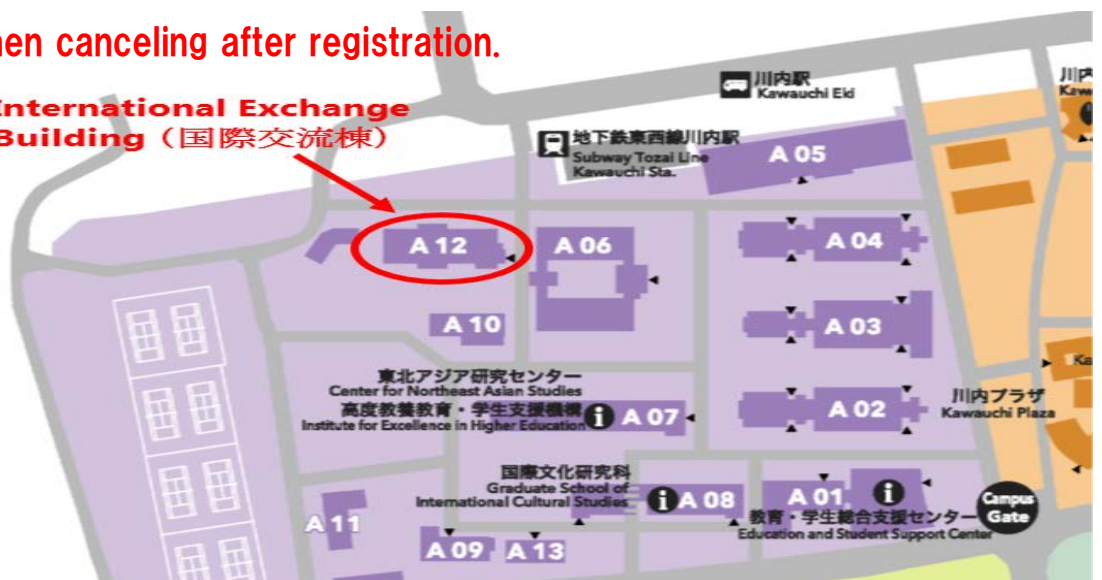 en canceling after registration.
International Exchange
Building（国際交流棟）
川内駅
Kawauchi Eki
地下鉄東西線川内駅
Subway Tozai Line
Kawauchi Sta.
A 05
川内
Kaw
A 12
A 06
A 04
A 10
A 03
東北アジア研究センター
Center for Northeast Asian Studies
高度教養教育・学生支援機構
Institute for Excellence in Higher Education
A 07
A 02
川内プラザ
Kawauchi Plaza
Ka
国際文化研究科
Graduate School of
International Cultural Studies
A 08
A 01
教育・学生総合支援センター
Education and Student Support Center
Campus
Gate
A 11
A 09
A 13